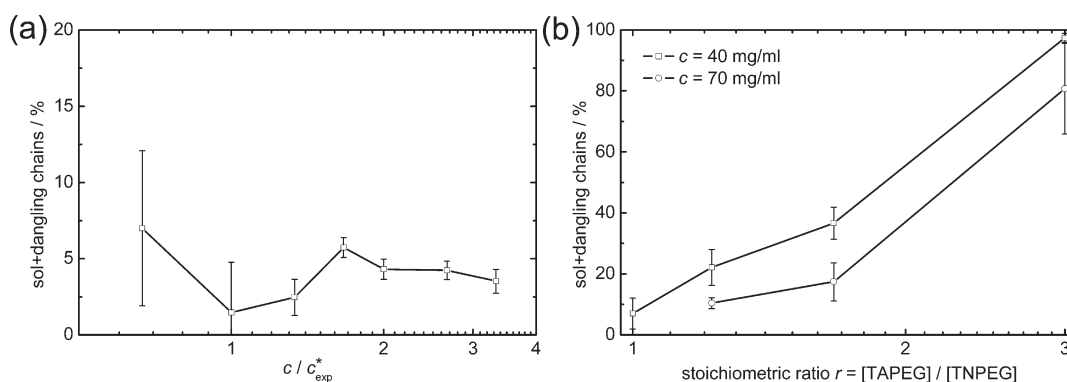 (a)
20
15
10
5
0
sol+dangling chains / %
1
2
3
4
c / c*exp
(b)
100
80
60
40
20
0
sol+dangling chains / %
c = 40 mg/ml
c = 70 mg/ml
1
2
3
stoichiometric ratio r = [TAPEG] / [TNPEG]